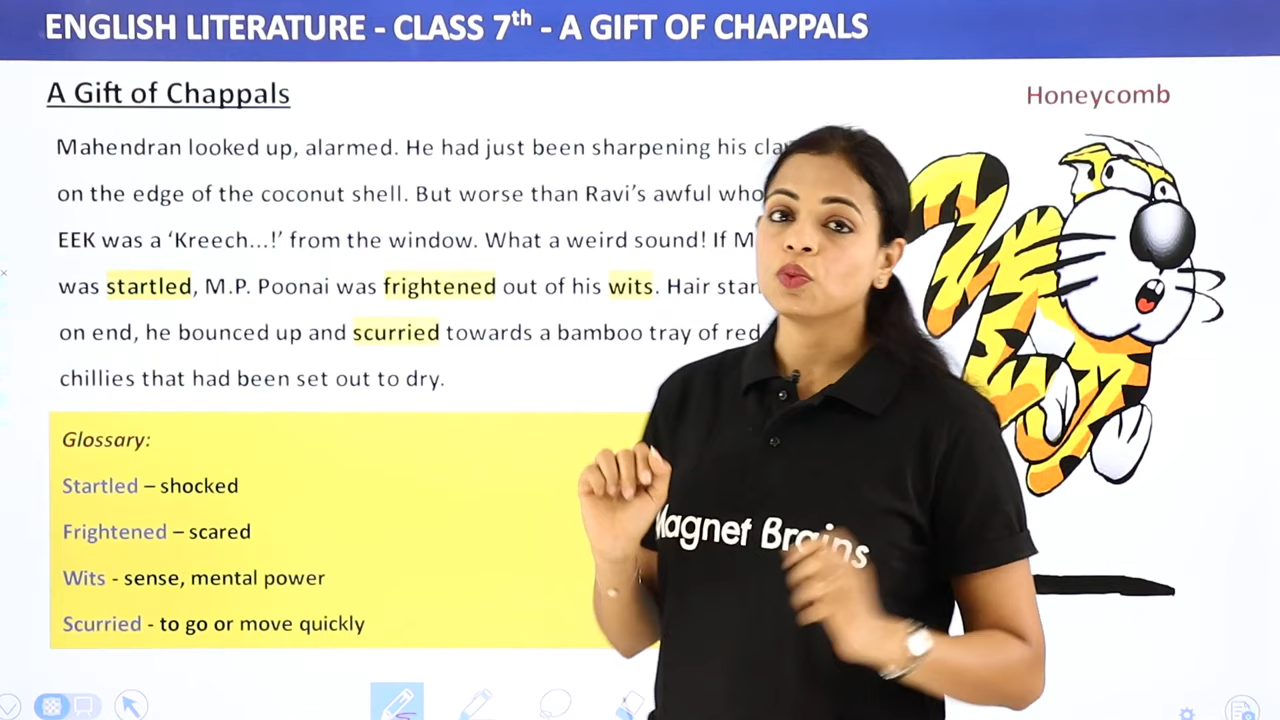 ENGLISH LITERATURE - CLASS 7th - A GIFT OF CHAPPALS
A Gift of Chappals
Honeycomb
Mahendran looked up, alarmed. He had just been sharpening his
on the edge of the coconut shell. But worse than Ravi's awful
EEK was a 'Kreech...!' from the window. What a weird sound! If
was startled, M.P. Poonai was frightened out of his wits. Hair
on end, he bounced up and scurried towards a bamboo tray of red
chillies that had been set out to dry.
Glossary:
Startled – shocked
Frightened – scared
Wits - sense, mental power
Scurried - to go or move quickly
Magnet Brains